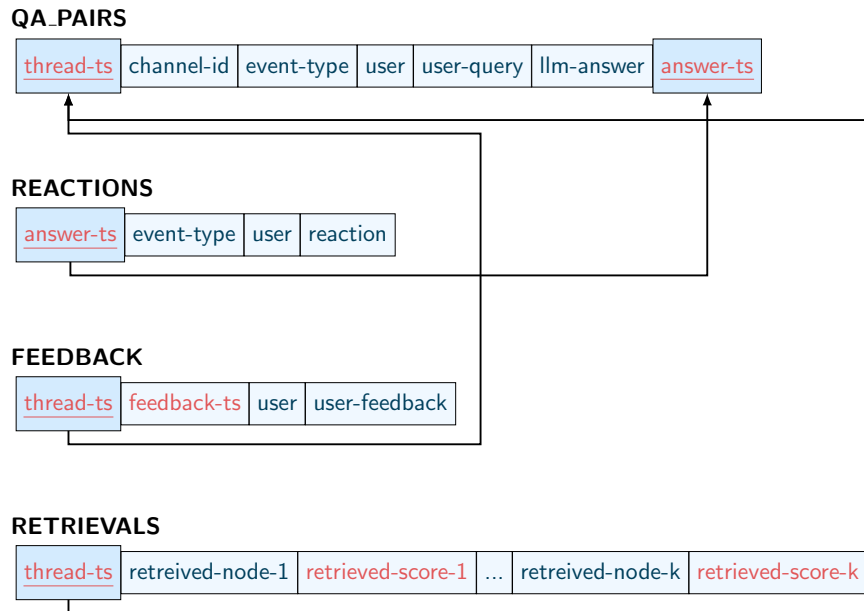 QA_PAIRS
thread-ts channel-id event-type user user-query llm-answer answer-ts
REACTIONS
answer-ts event-type user reaction
FEEDBACK
thread-ts feedback-ts user user-feedback
RETRIEVALS
thread-ts retreived-node-1 retrieved-score-1 ... retreived-node-k retrieved-score-k